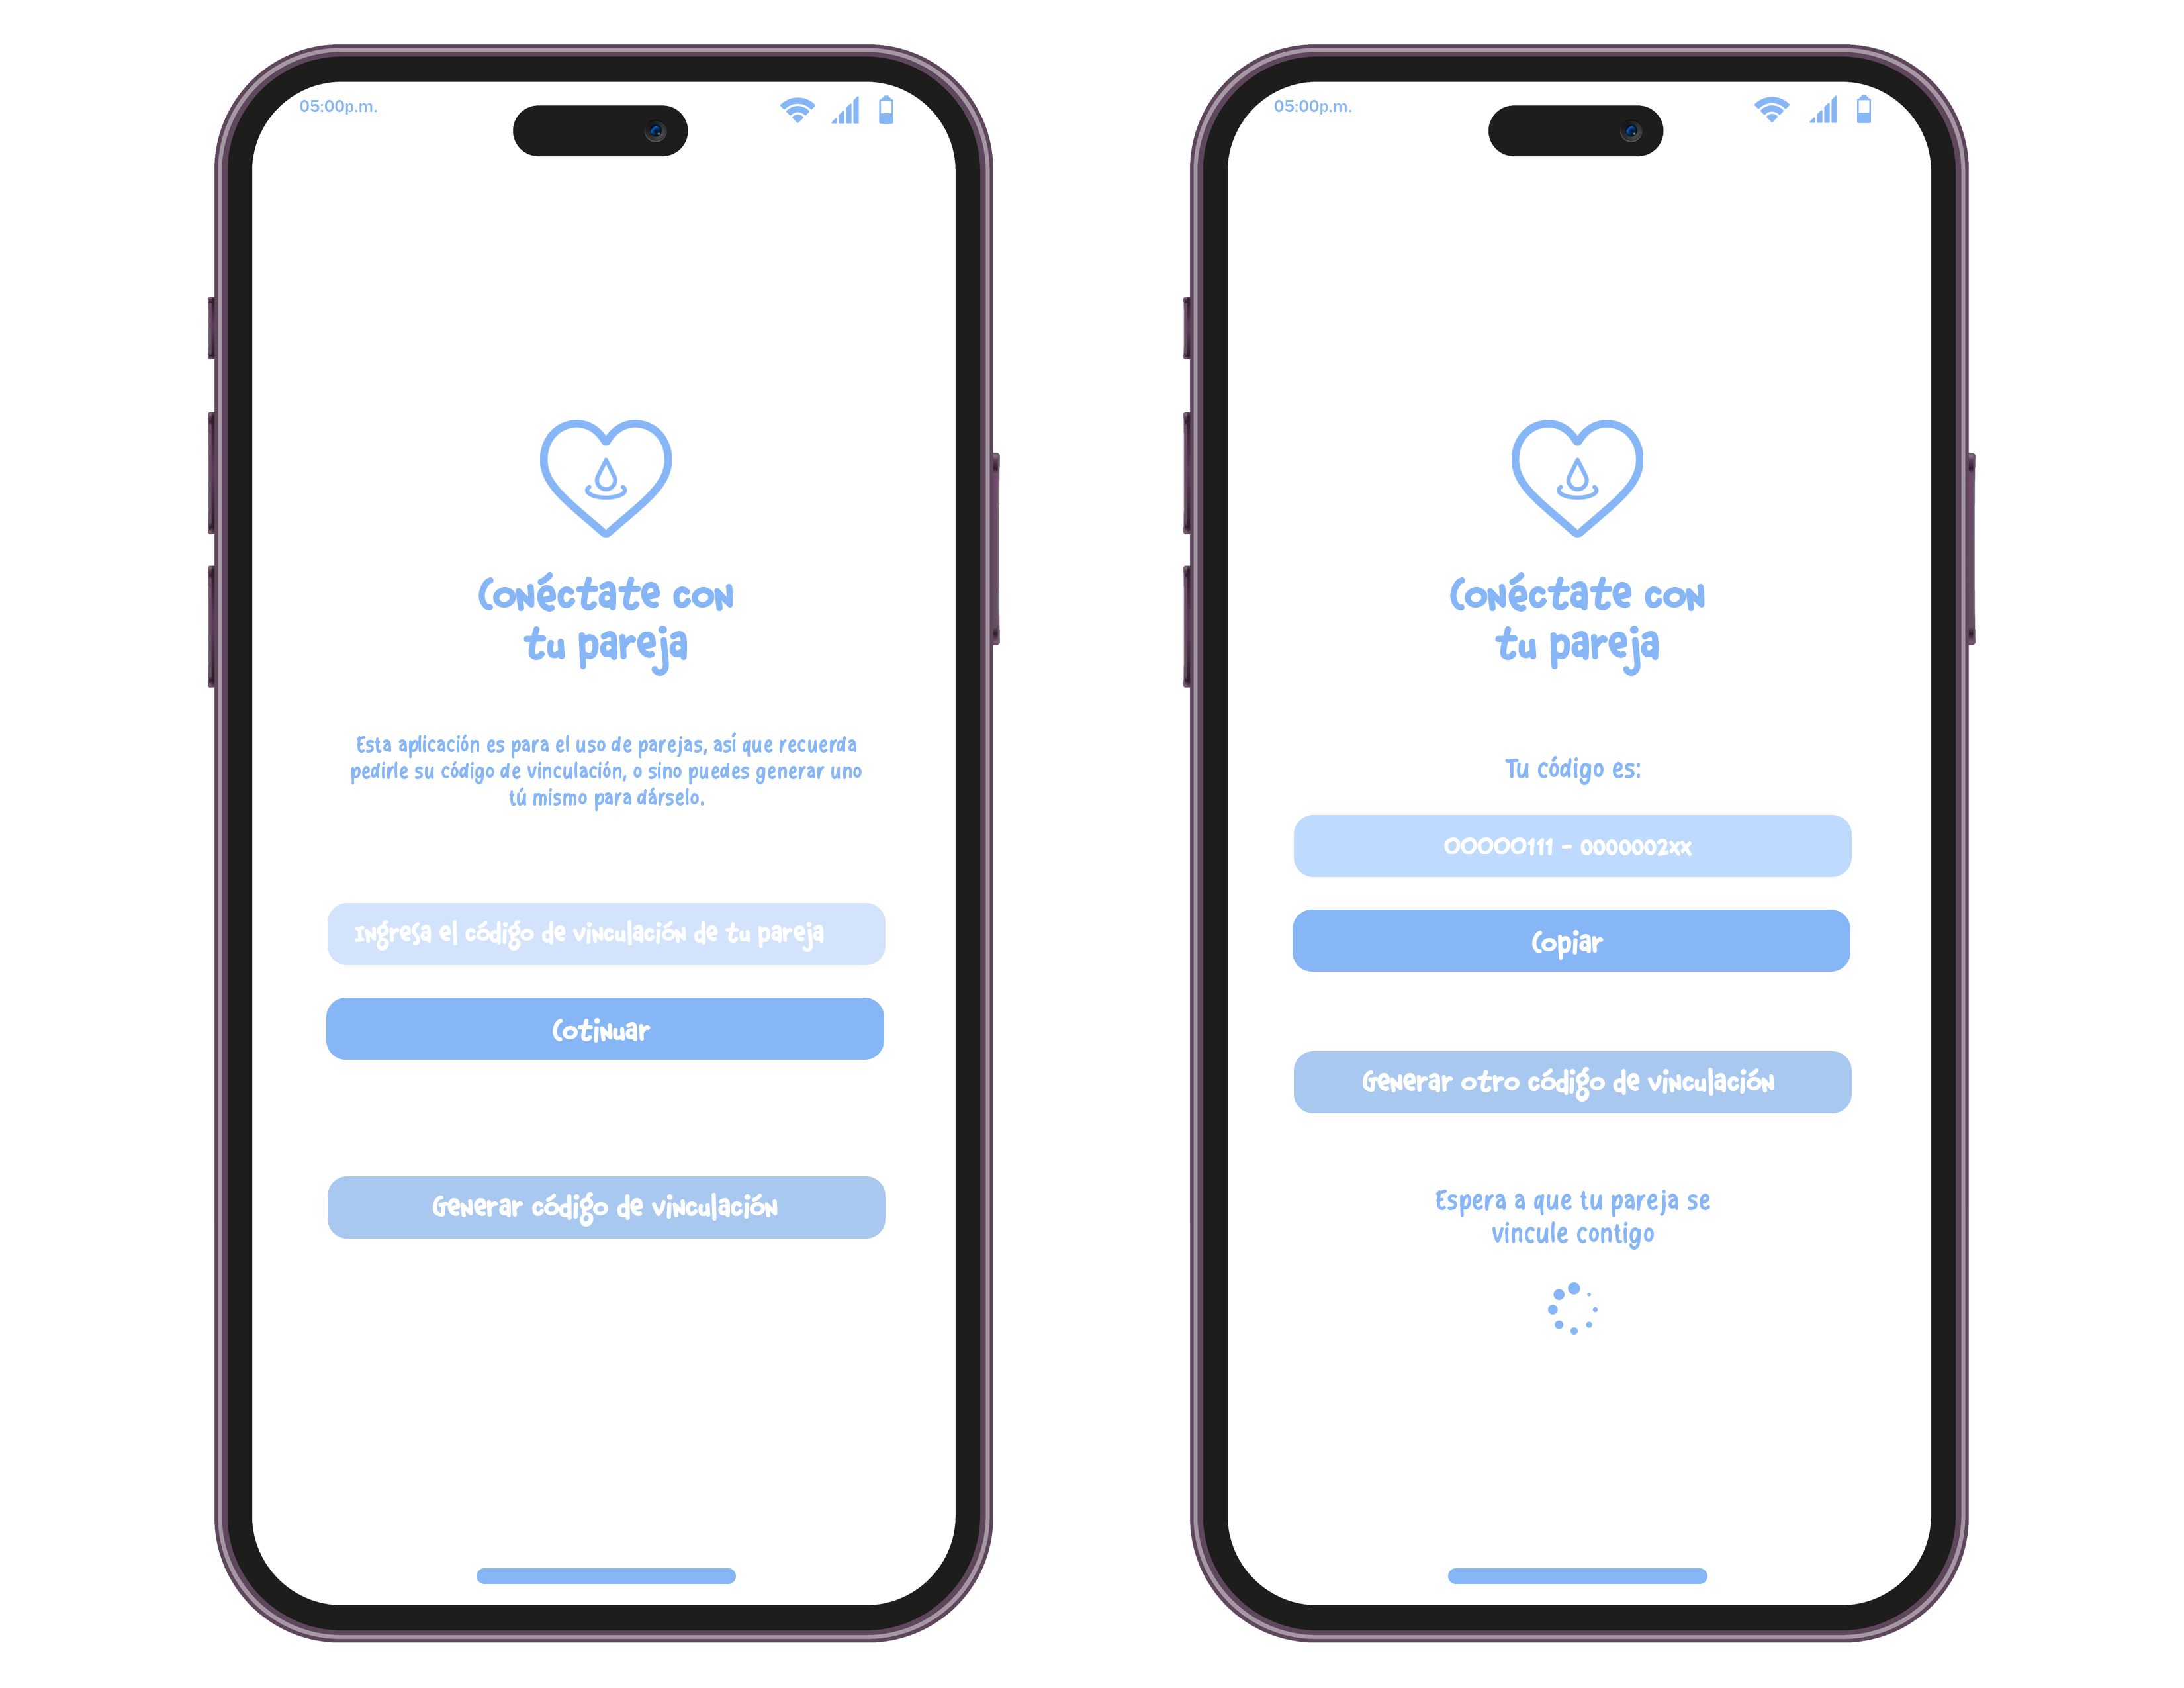 05:00p.m.
Conéctate con
tu pareja
Esta aplicación es para el uso de parejas, así que recuerda
pedirle su código de vinculación, o sino puedes generar uno
tú mismo para dárselo.
Ingresa el código de vinculación de tu pareja
Cotinuar
Generar código de vinculación
05:00p.m.
Conéctate con
tu pareja
Tu código es:
OOOOO111 - 0000002xx
Copiar
Generar otro código de vinculación
Espera a que tu pareja se
vincule contigo